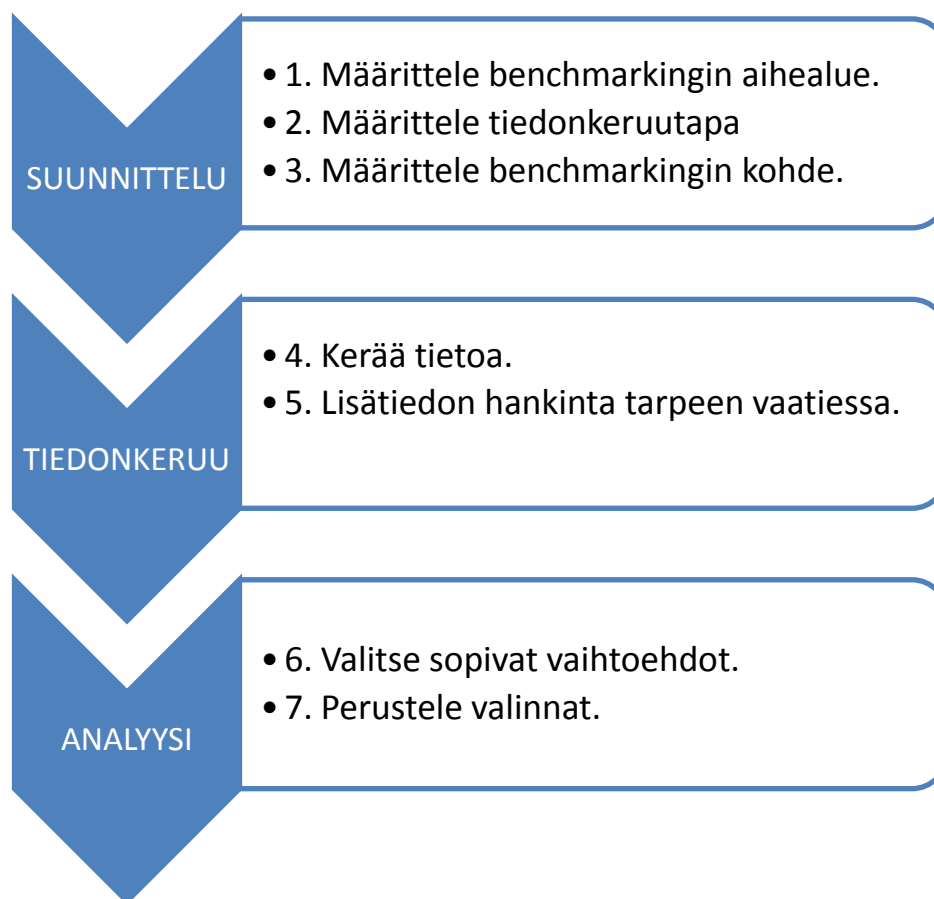 SUUNNITTELU
• 1. Määrittele benchmarkingin aihealue.
• 2. Määrittele tiedonkeruutapa
• 3. Määrittele benchmarkingin kohde.
TIEDONKERUU
• 4. Kerää tietoa.
• 5. Lisätiedon hankinta tarpeen vaatiessa.
ANALYYSI
• 6. Valitse sopivat vaihtoehdot.
• 7. Perustele valinnat.